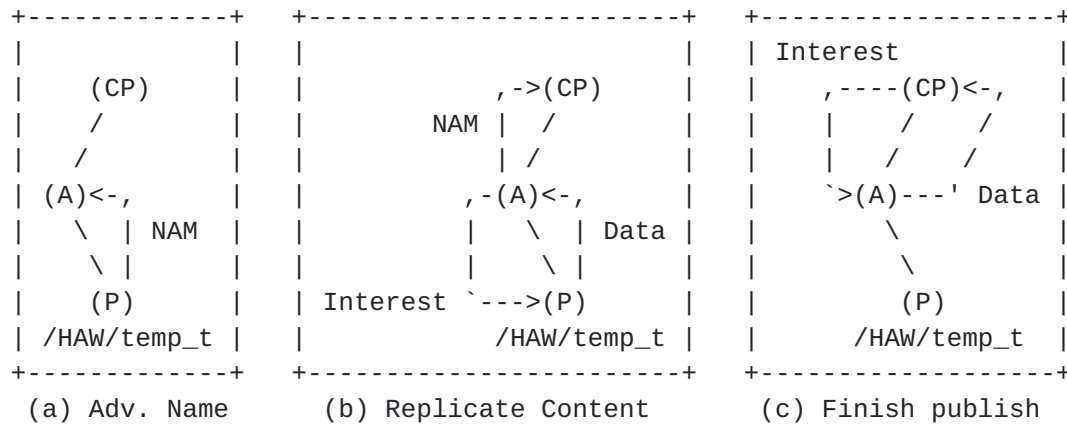 +-------------+   +------------------------+   +-------------------+
|             |   |                        |   | Interest          |
|    (CP)     |   |            ,->(CP)     |   |    ,----(CP)<-,   |
|    /        |   |        NAM |  /        |   |    |    /    /    |
|   /         |   |            | /         |   |    |   /    /     |
| (A)<-,      |   |          ,-(A)<-,      |   |    `>(A)---' Data |
|   \  | NAM  |   |          |   \  | Data |   |        \          |
|    \ |      |   |          |    \ |      |   |         \         |
|    (P)      |   | Interest `--->(P)      |   |         (P)       |
| /HAW/temp_t |   |            /HAW/temp_t |   |      /HAW/temp_t  |
+-------------+   +------------------------+   +-------------------+
(a) Adv. Name     (b) Replicate Content       (c) Finish publish